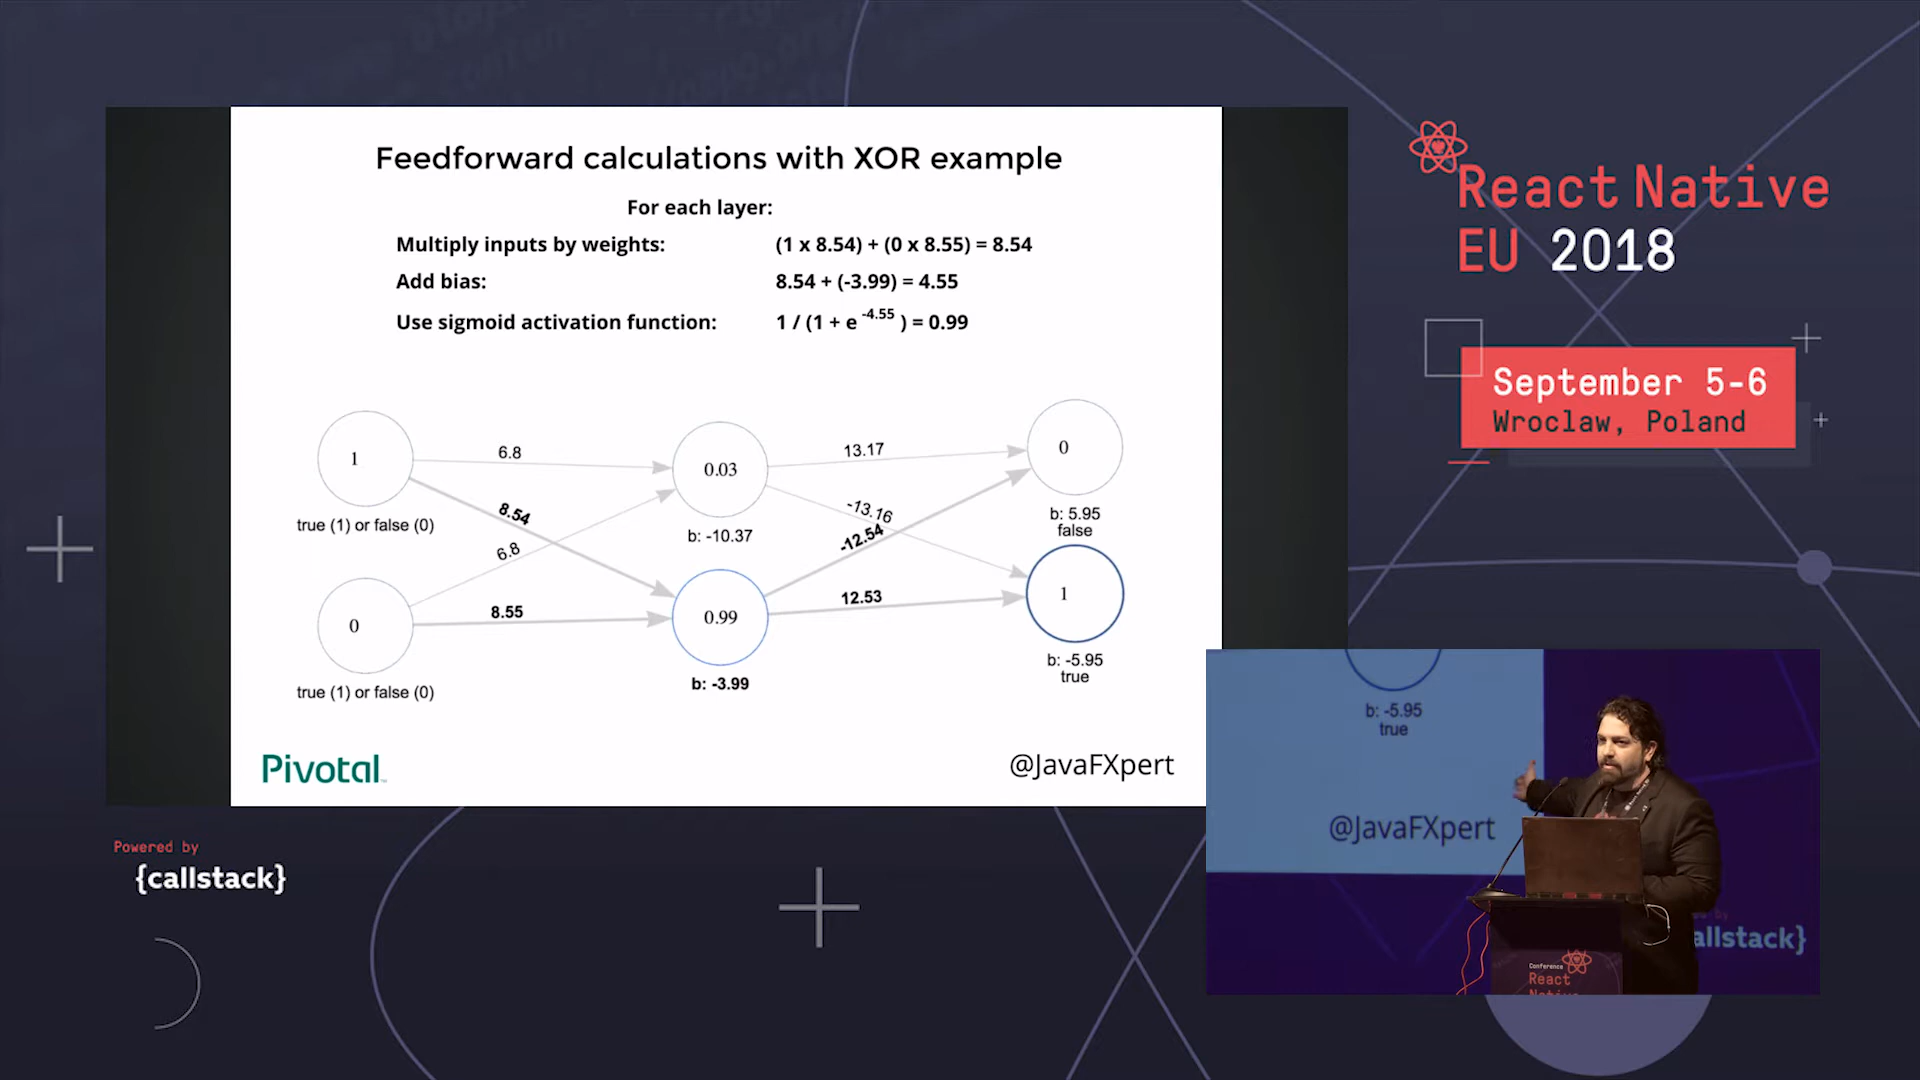 Feedforward calculations with XOR example
For each layer:
Multiply inputs by weights: (1 x 8.54) + (0 x 8.55) = 8.54
Add bias: 8.54 + (-3.99) = 4.55
Use sigmoid activation function: 1 / (1 + e -4.55 ) = 0.99
1
6.8
0.03
13.17
0
true (1) or false (0)
8.54
6.8
b: -10.37
-13.16
-12.54
b: 5.95
false
0
8.55
0.99
12.53
1
true (1) or false (0)
b: -3.99
b: -5.95
true
Pivotal
@JavaFXpert
React Native
EU 2018
September 5-6
Wroclaw, Poland
b: -5.95
true
@JavaFXpert
allstack}
Conference
React
Powered by
{callstack}